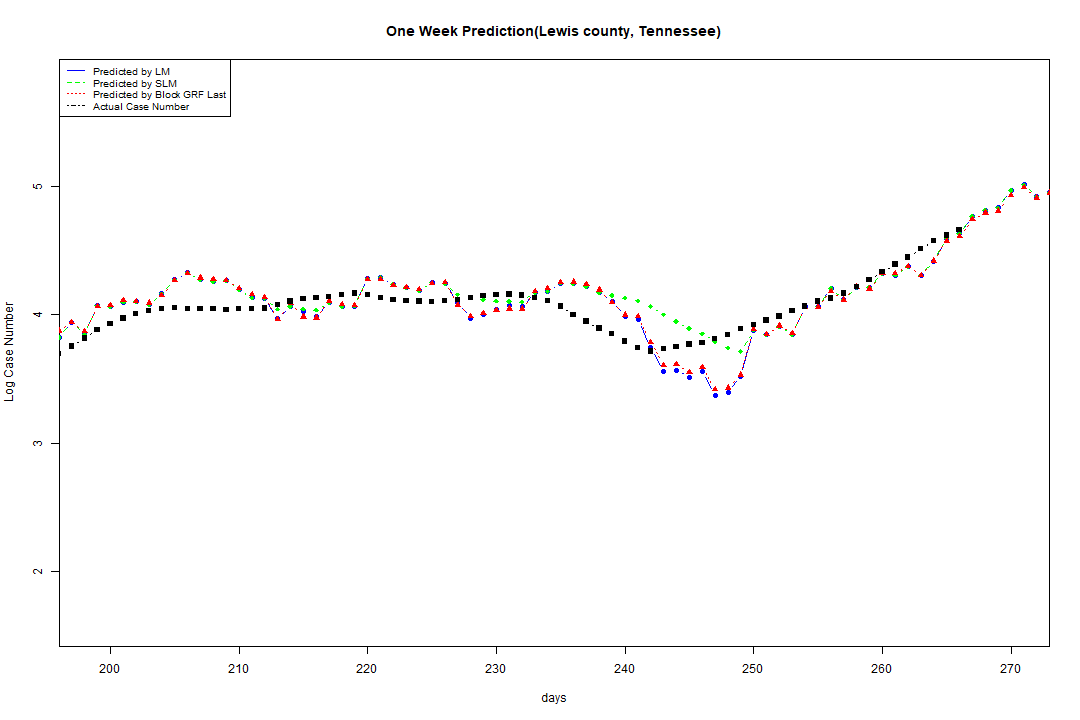 One Week Prediction(Lewis county, Tennessee)
Predicted by LM
Predicted by SLM
Predicted by Block GRF Last
Actual Case Number
Log Case Number
5
4
3
2
200 210 220 230 240 250 260 270
days